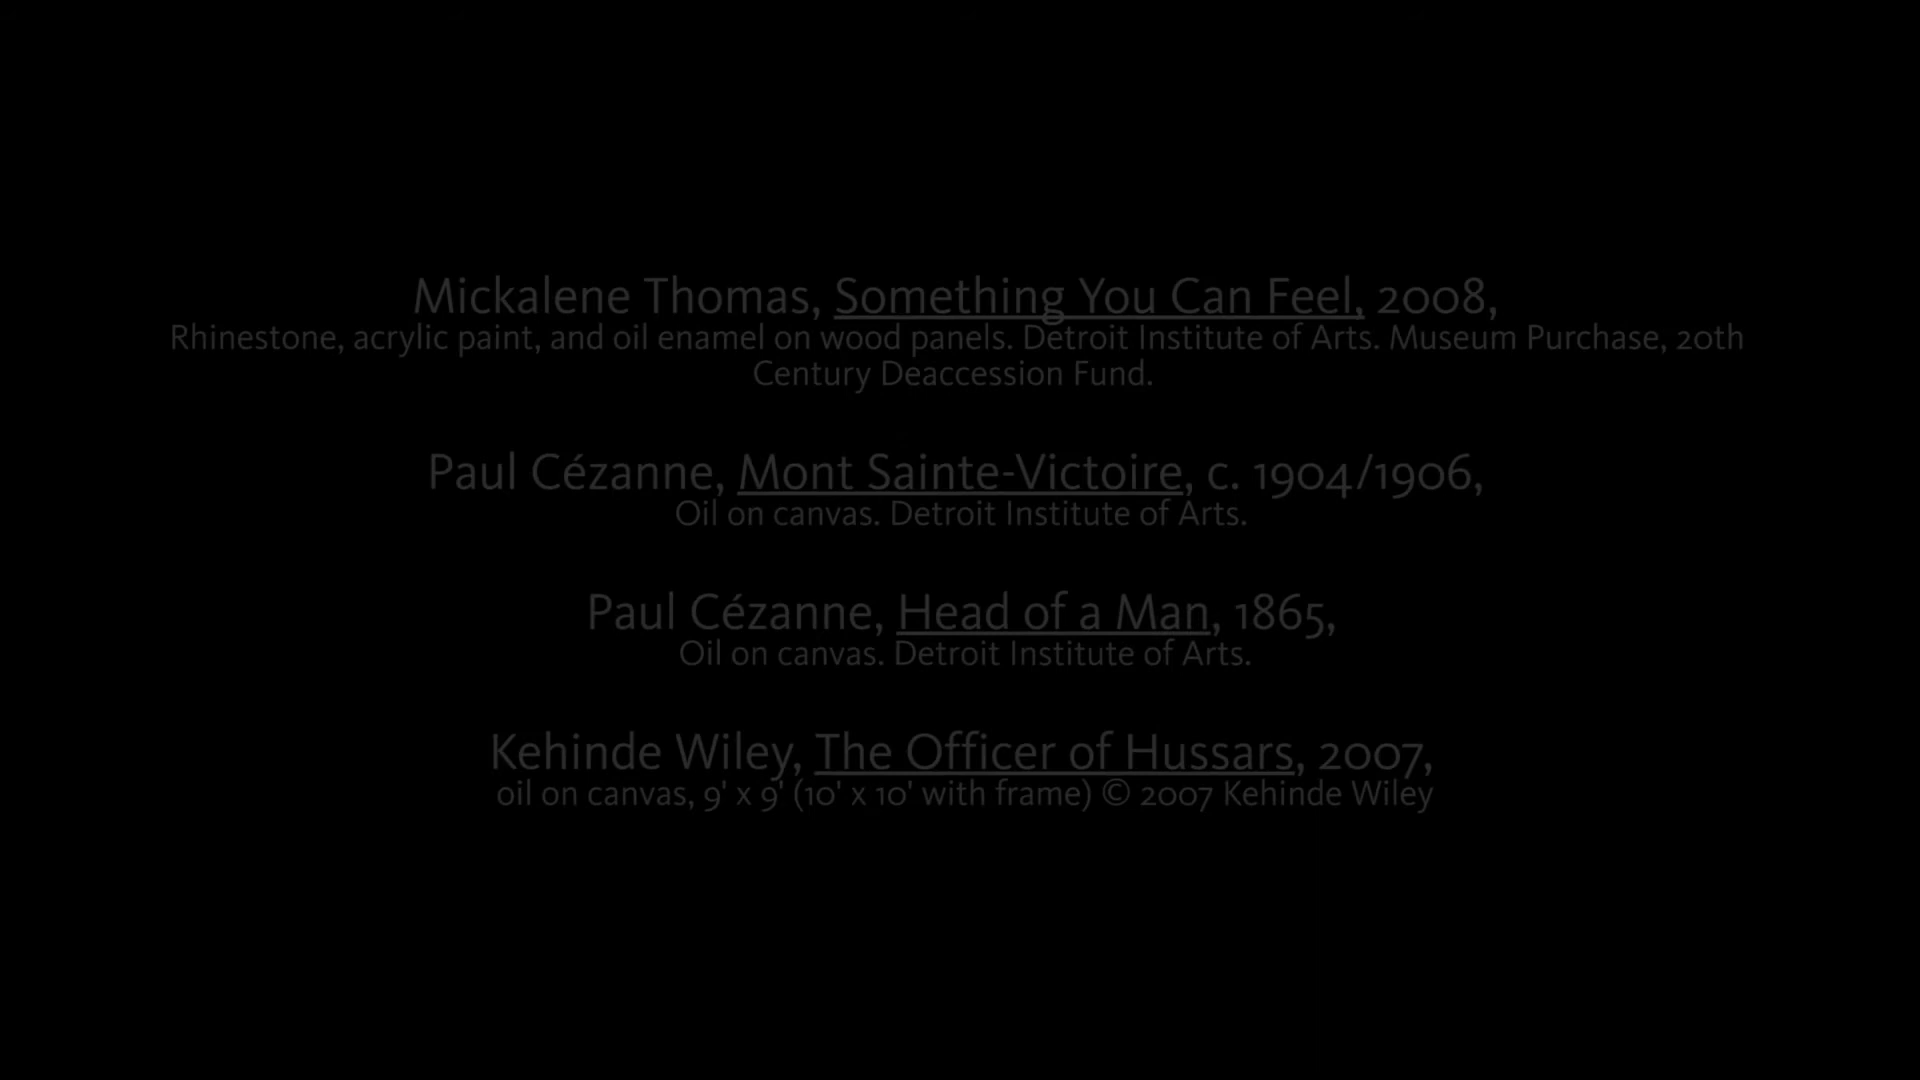 Mickalene Thomas, Something You Can Feel, 2008,
Rhinestone, acrylic paint, and oil enamel on wood panels. Detroit Institute of Arts. Museum Purchase, 20th
Century Deaccession Fund.
Paul Cézanne, Mont Sainte-Victoire, c. 1904/1906,
Oil on canvas. Detroit Institute of Arts.
Paul Cézanne, Head of a Man, 1865,
Oil on canvas. Detroit Institute of Arts.
Kehinde Wiley, The Officer of Hussars, 2007,
oil on canvas, 9' x 9' (10' x 10' with frame) © 2007 Kehinde Wiley